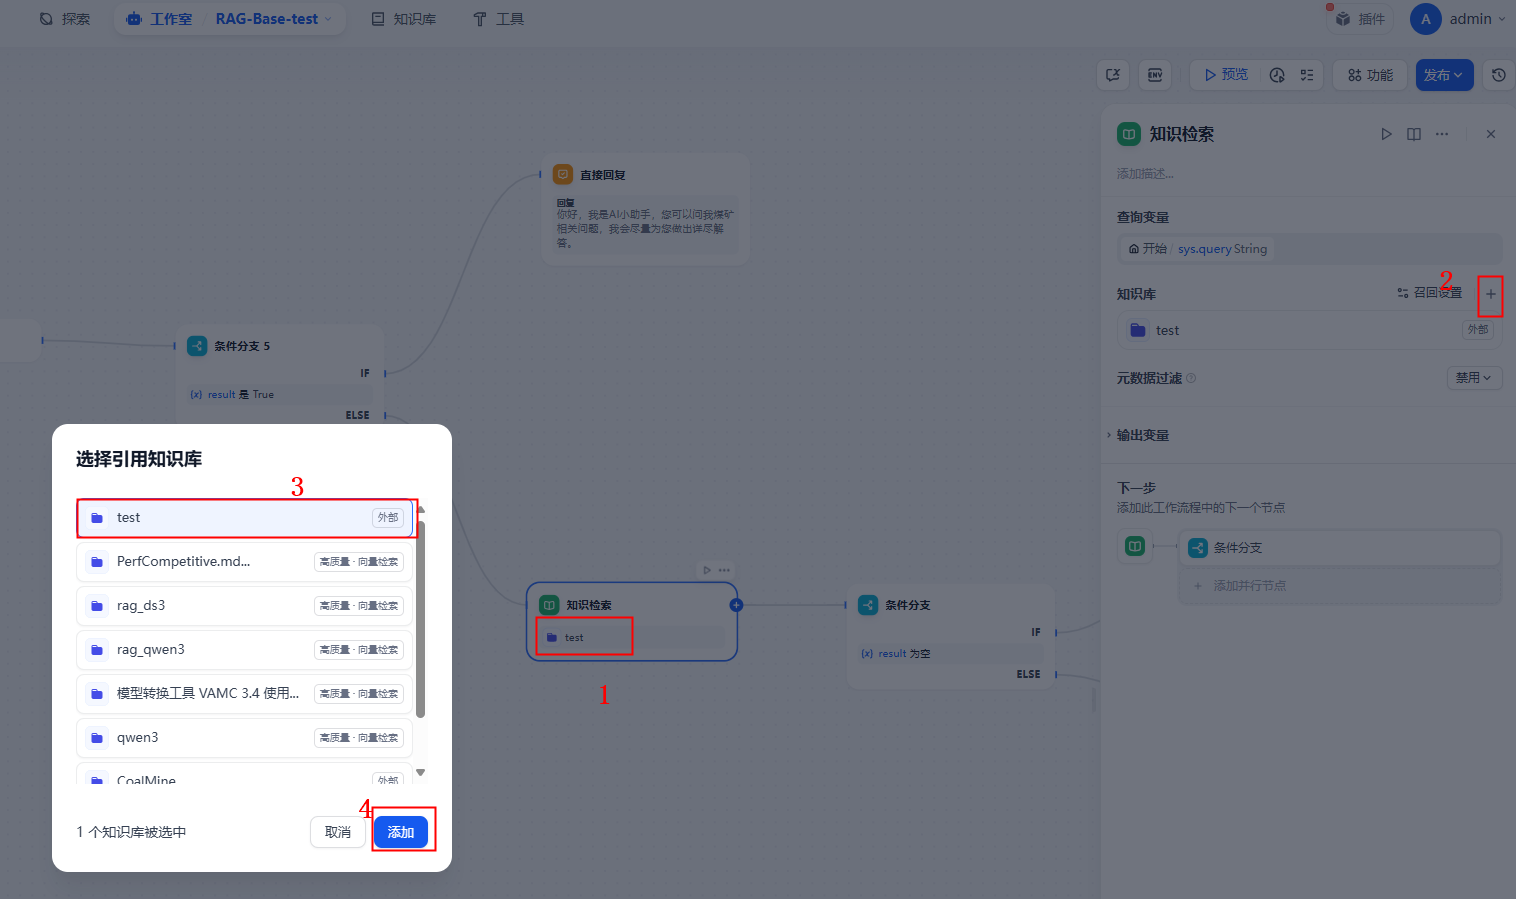 探索
工作室 / RAG-Base-test
知识库
工具
插件
A admin
ENV
预览
功能
发布
直接回复
回复
你好，我是AI小助手，您可以问我煤矿
相关问题，我会尽量为您做出详尽解
答。
条件分支 5
IF
{x} result 是 True
ELSE
知识检索
添加描述...
查询变量
开始 / sys.query String
2
知识库
召回设置
+
test
外部
元数据过滤
禁用
输出变量
下一步
添加此工作流程中的下一个节点
条件分支
+ 添加并行节点
选择引用知识库
3
test
外部
PerfCompetitive.md...
高质量 · 向量检索
rag_ds3
高质量 · 向量检索
rag_qwen3
高质量 · 向量检索
模型转换工具 VAMC 3.4 使用...
高质量 · 向量检索
qwen3
高质量 · 向量检索
CoalMine
外部
4
1 个知识库被选中
取消
添加
知识检索
test
1
条件分支
IF
{x} result 为空
ELSE